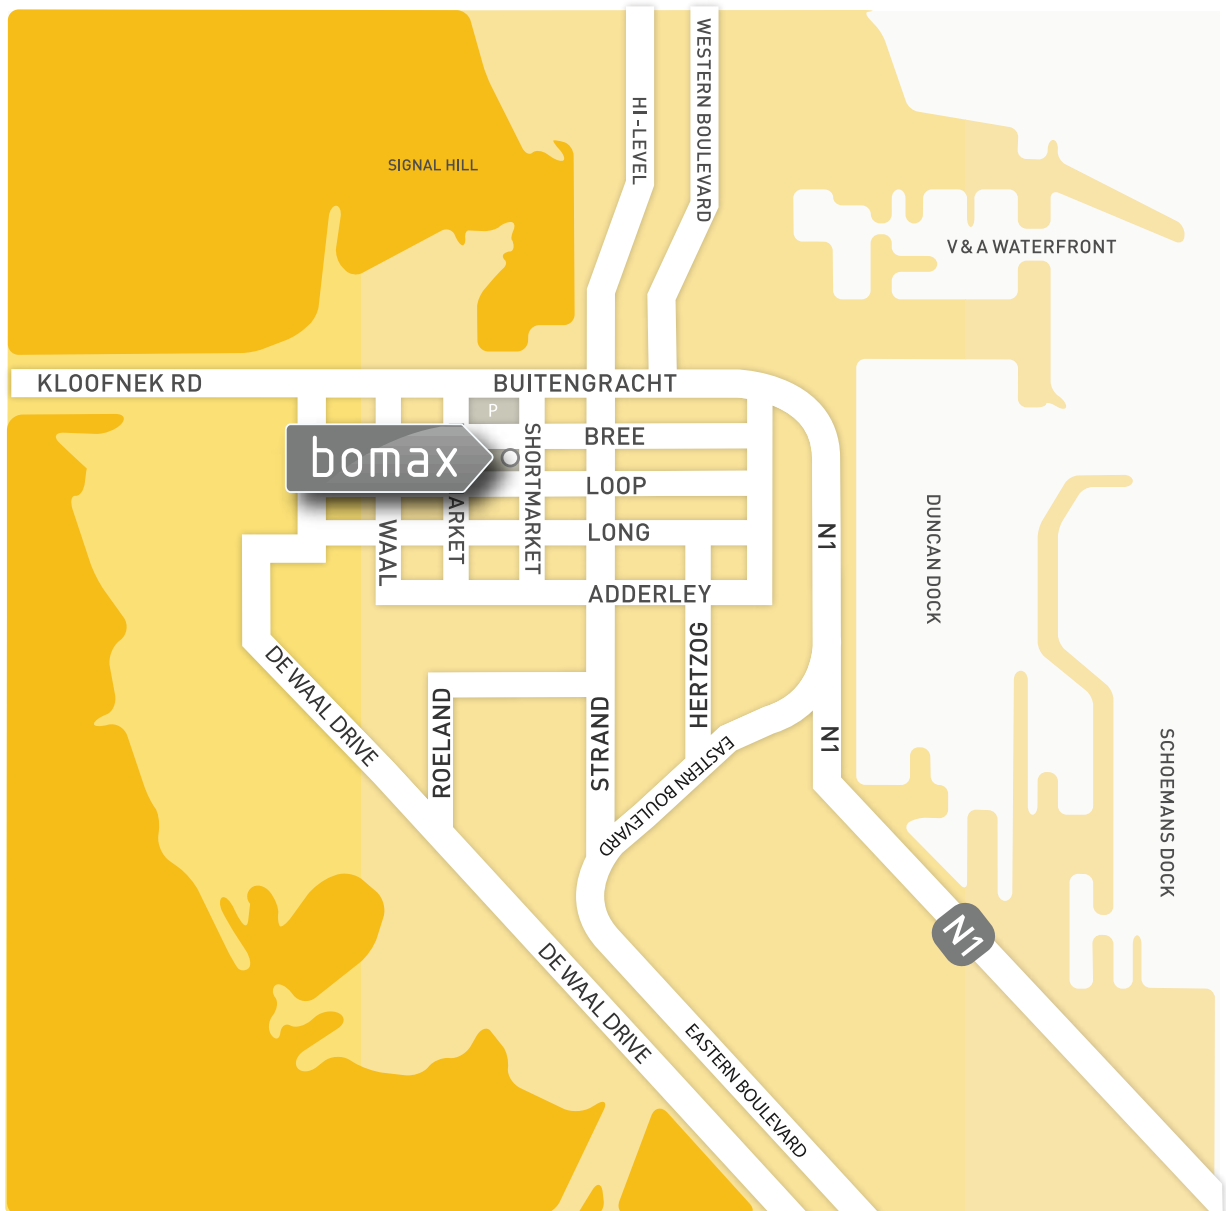 WESTERN BOULEVARD
HI-LEVEL
SIGNAL HILL
V & A WATERFRONT
KLOOFNEK RD
BUITENGRACHT
P
BREE
bomax
SHORTMARKET
LOOP
ARKET
WAAL
LONG
N1
DUNCAN DOCK
ADDERLEY
HERTZOG
DE WAAL DRIVE
ROELAND
STRAND
N1
EASTERN BOULEVARD
SCHOEMANS DOCK
N1
DE WAAL DRIVE
EASTERN BOULEVARD